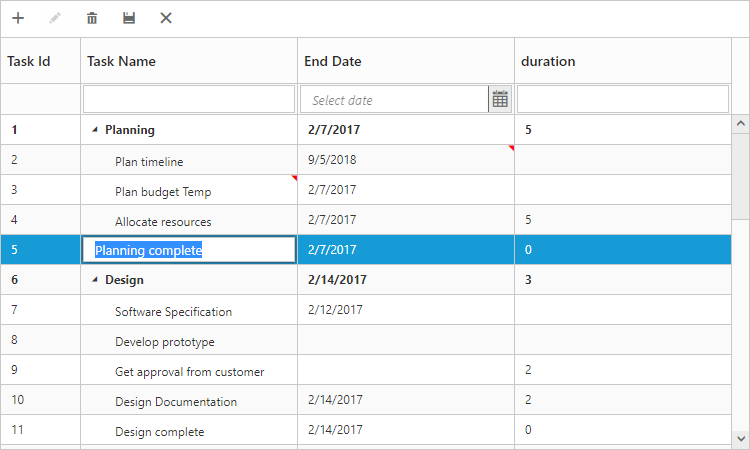 Task Id Task Name End Date duration
Select date
1 Planning 2/7/2017 5
2 Plan timeline 9/5/2018
3 Plan budget Temp 2/7/2017
4 Allocate resources 2/7/2017 5
5 Planning complete 2/7/2017 0
6 Design 2/14/2017 3
7 Software Specification 2/12/2017
8 Develop prototype
9 Get approval from customer 2
10 Design Documentation 2/14/2017 2
11 Design complete 2/14/2017 0